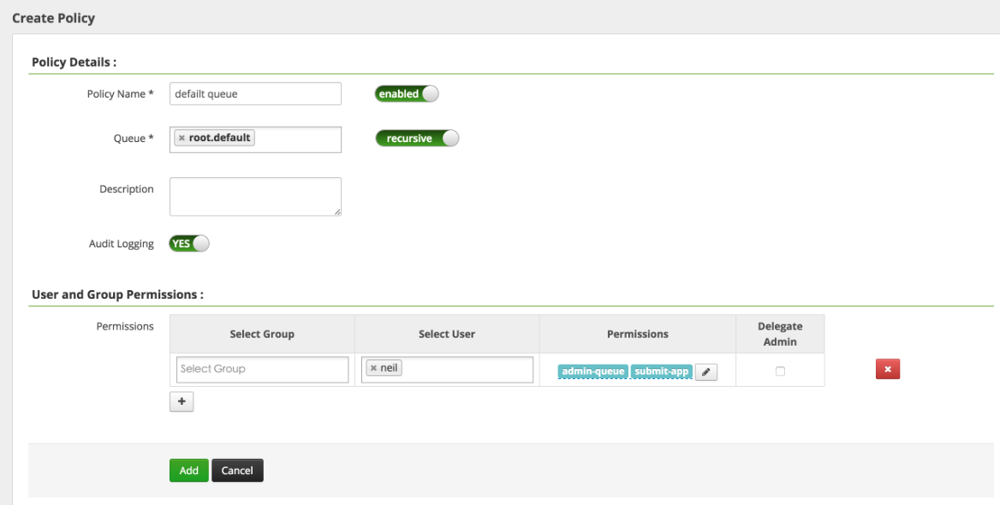 Create Policy
Policy Details :
Policy Name * defailt queue enabled
Queue * × root.default recursive
Description
Audit Logging YES
User and Group Permissions :
Permissions Select Group Select User Permissions Delegate Admin
Select Group × neil admin-queue submit-app ×
+
Add Cancel